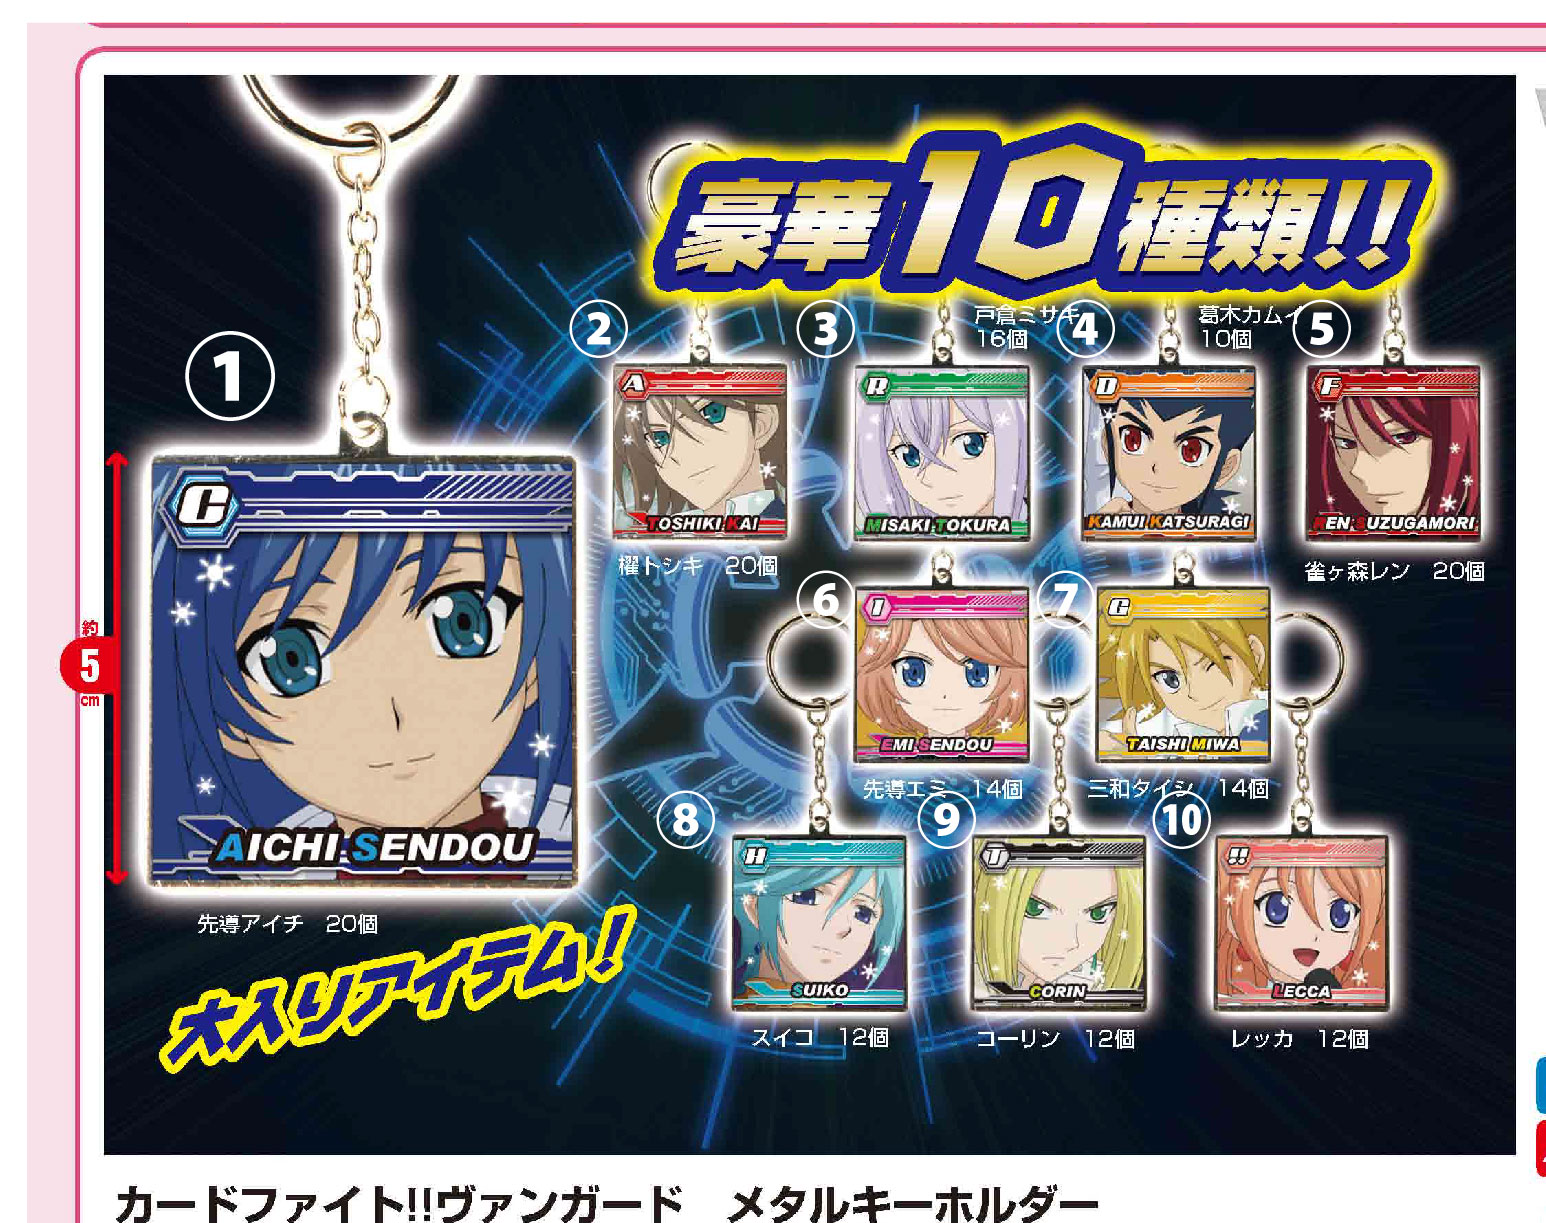 豪華10種類!!
①
C
AICHI SENDOU
約
5
cm
先導アイチ 20個
大入りアイテム!
②
A
TOSHIKI KAI
櫂トシキ 20個
③
戸倉ミサキ
16個
R
MISAKI TOKURA
④
葛木カムイ
10個
D
KAMUI KATSURAGI
⑤
F
REN SUZUGAMORI
雀ヶ森レン 20個
⑥
I
EMI SENDOU
先導エミ 14個
⑦
G
TAISHI MIWA
三和タイシ 14個
⑧
H
SUIKO
スイコ 12個
⑨
U
CORIN
コーリン 12個
⑩
!!
LECCA
レッカ 12個
カードファイト!!ヴァンガード メタルキーホルダー